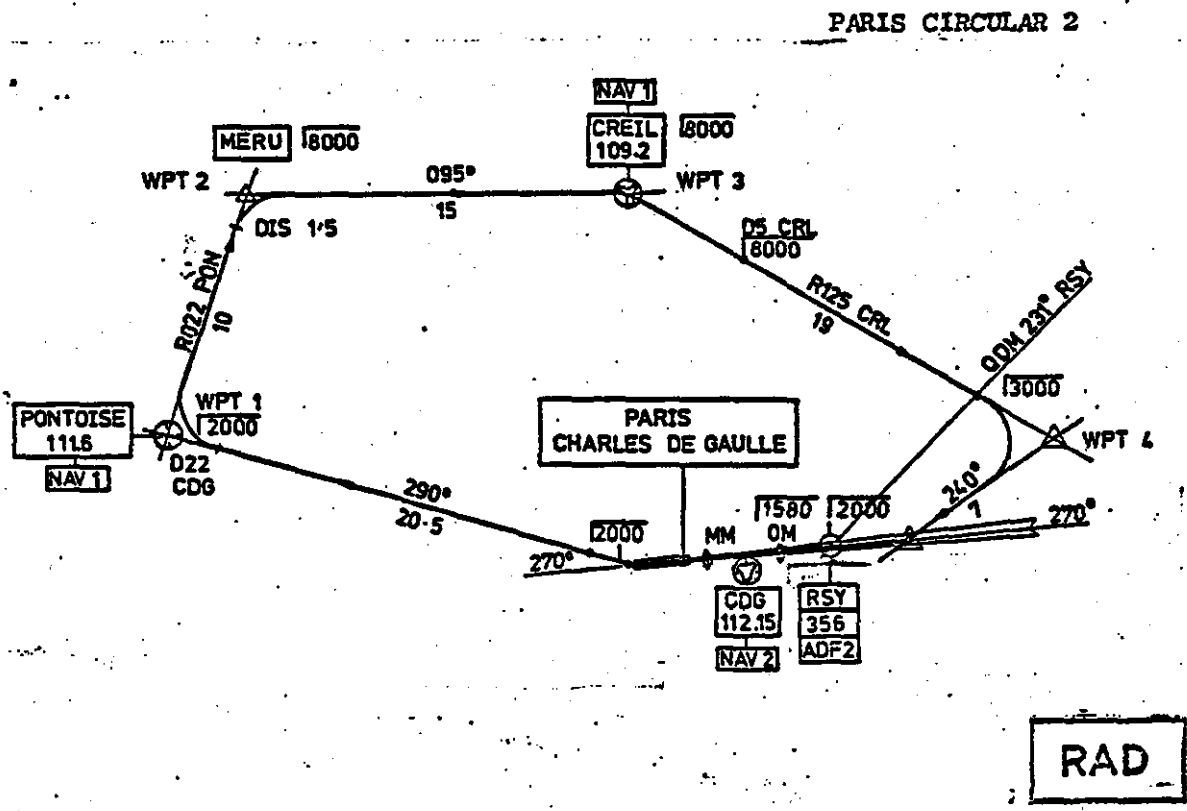 PARIS CIRCULAR 2
NAV 1
MERU 8000
CREIL 8000
109.2
WPT 2
095°
WPT 3
15
DIS 1·5
D5 CRL
8000
R022 PON
10
R125 CRL
19
QDM 231° RSY
3000
WPT 1
2000
PONTOISE
111.6
NAV 1
D22
CDG
PARIS
CHARLES DE GAULLE
WPT 4
290°
20·5
240°
7
1580
2000
270°
2000
MM
OM
270°
CDG
112.15
NAV 2
RSY
356
ADF2
RAD